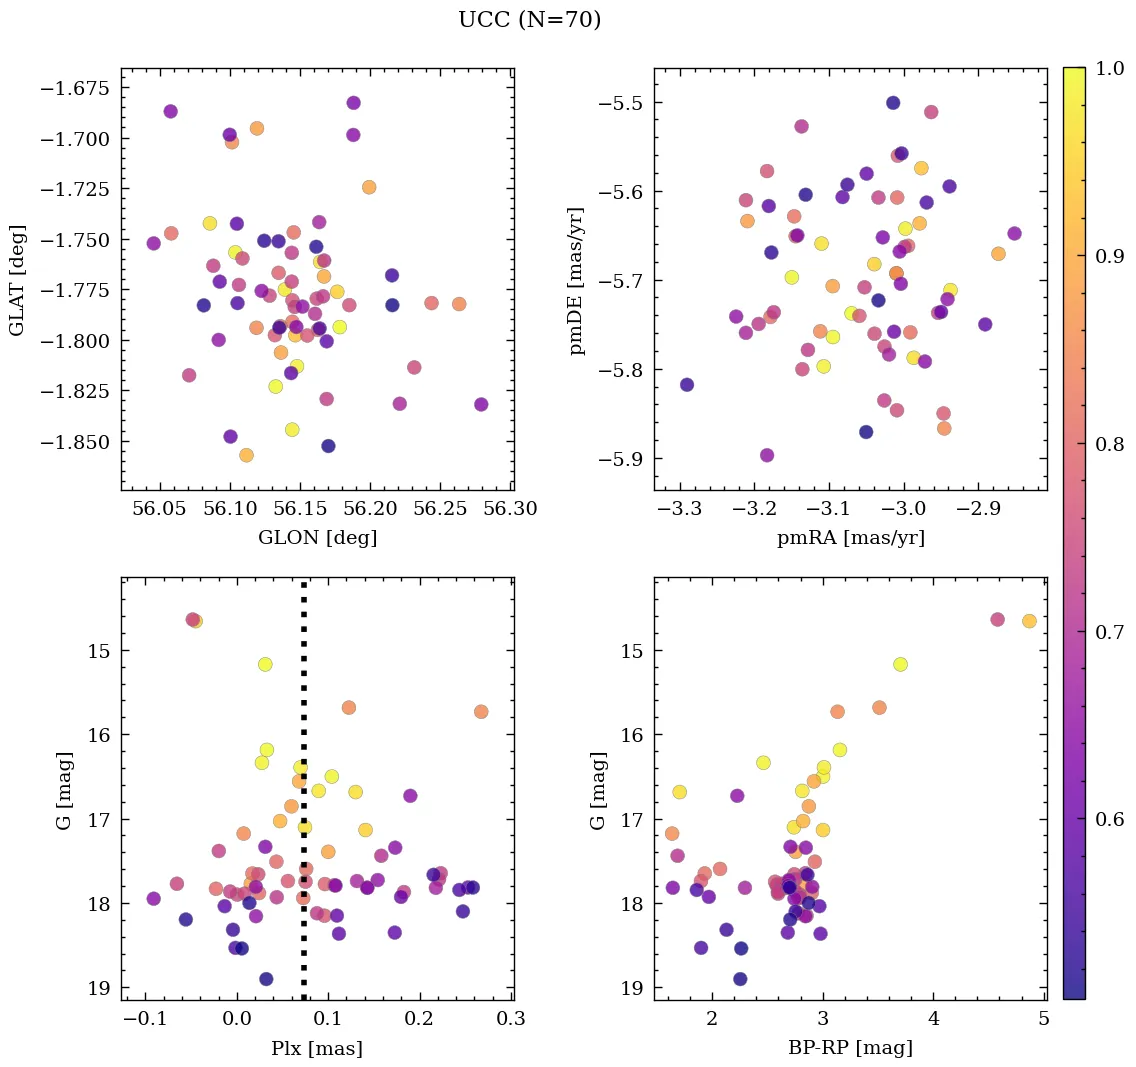 UCC (N=70)
−1.675
−1.700
−1.725
−1.750
−1.775
−1.800
−1.825
−1.850
GLAT [deg]
56.05 56.10 56.15 56.20 56.25 56.30
GLON [deg]
−5.5
−5.6
−5.7
−5.8
−5.9
pmDE [mas/yr]
−3.3 −3.2 −3.1 −3.0 −2.9
pmRA [mas/yr]
15
16
17
18
19
G [mag]
−0.1 0.0 0.1 0.2 0.3
Plx [mas]
15
16
17
18
19
G [mag]
2 3 4 5
BP-RP [mag]
1.0
0.9
0.8
0.7
0.6